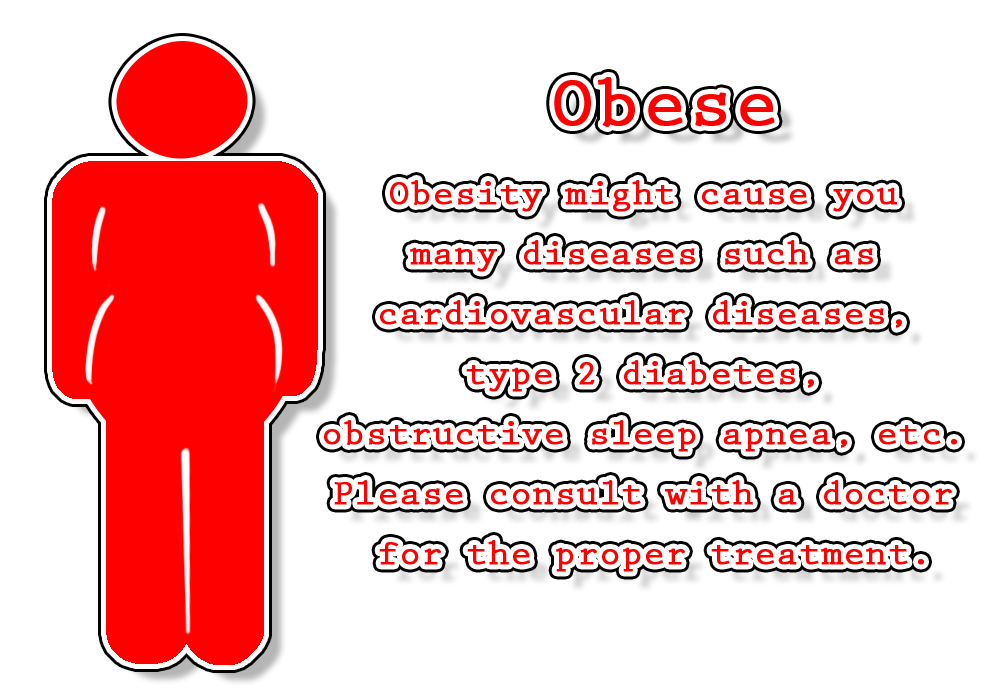 Obese
Obesity might cause you
many diseases such as
cardiovascular diseases,
type 2 diabetes,
obstructive sleep apnea, etc.
Please consult with a doctor
for the proper treatment.